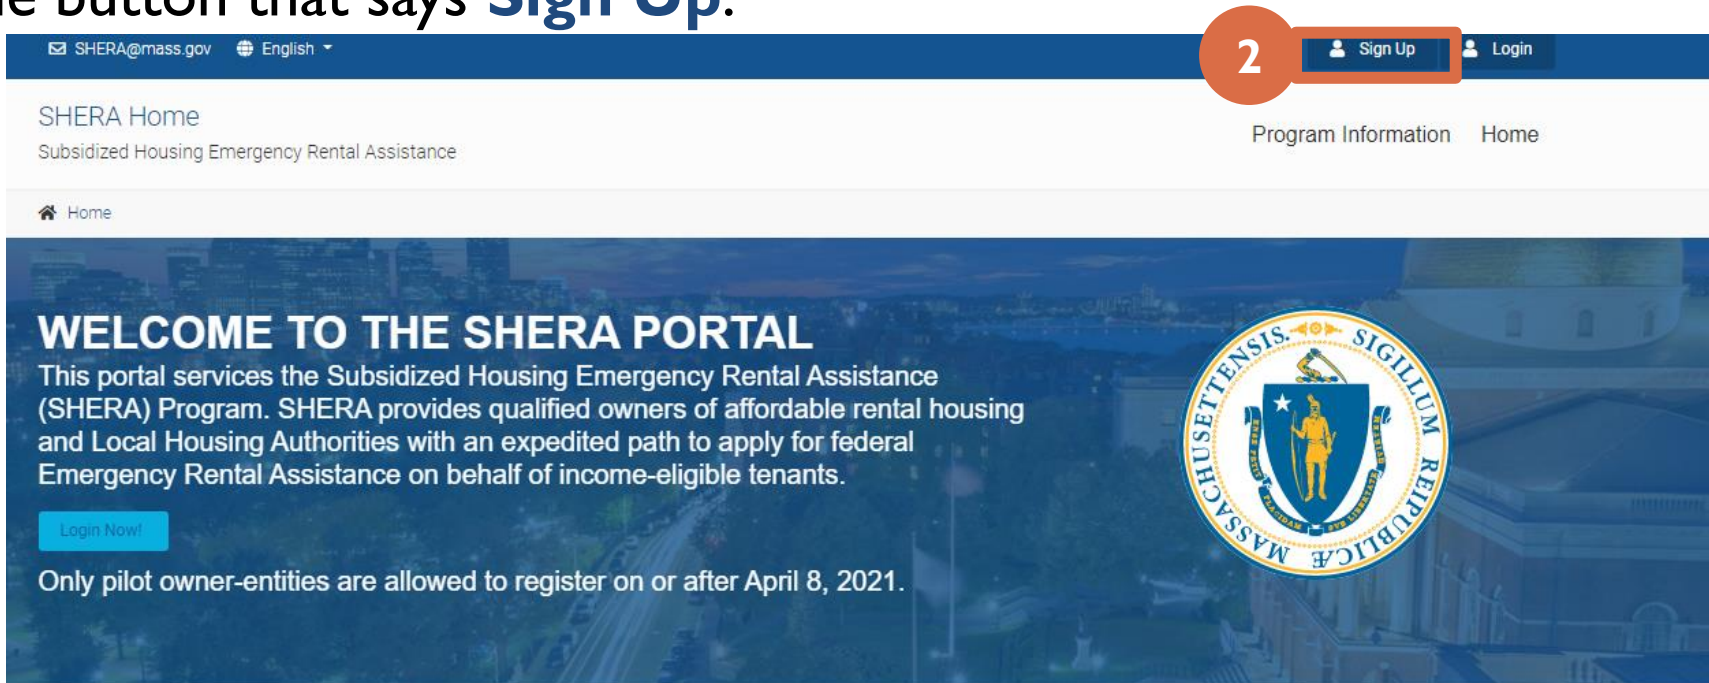 e button that says Sign Up.
SHERA@mass.gov English
2 Sign Up Login
SHERA Home
Subsidized Housing Emergency Rental Assistance
Program Information Home
Home
WELCOME TO THE SHERA PORTAL
This portal services the Subsidized Housing Emergency Rental Assistance
(SHERA) Program. SHERA provides qualified owners of affordable rental housing
and Local Housing Authorities with an expedited path to apply for federal
Emergency Rental Assistance on behalf of income-eligible tenants.
Login Now!
Only pilot owner-entities are allowed to register on or after April 8, 2021.
SIGILLUM REIPUBLICÆ MASSACHUSETTENSIS.